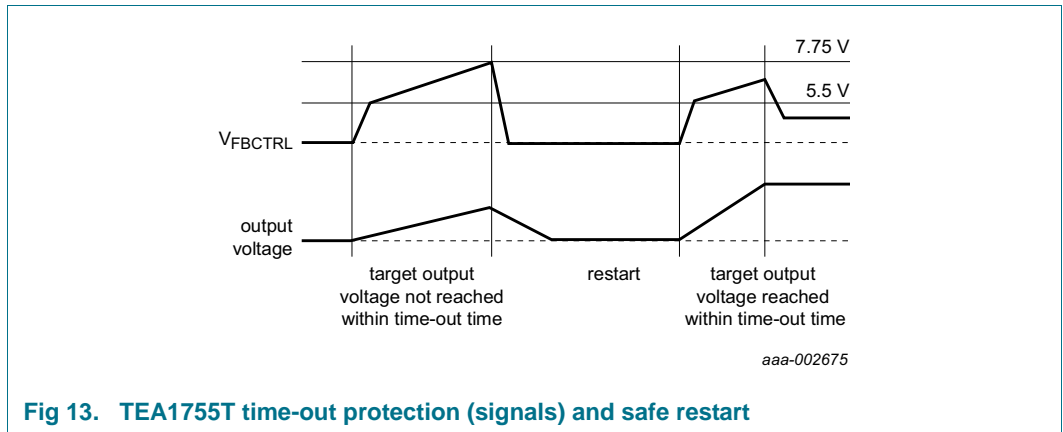 7.75 V
5.5 V
VFBCTRL
output
voltage
target output
voltage not reached
within time-out time
restart
target output
voltage reached
within time-out time
aaa-002675
Fig 13. TEA1755T time-out protection (signals) and safe restart